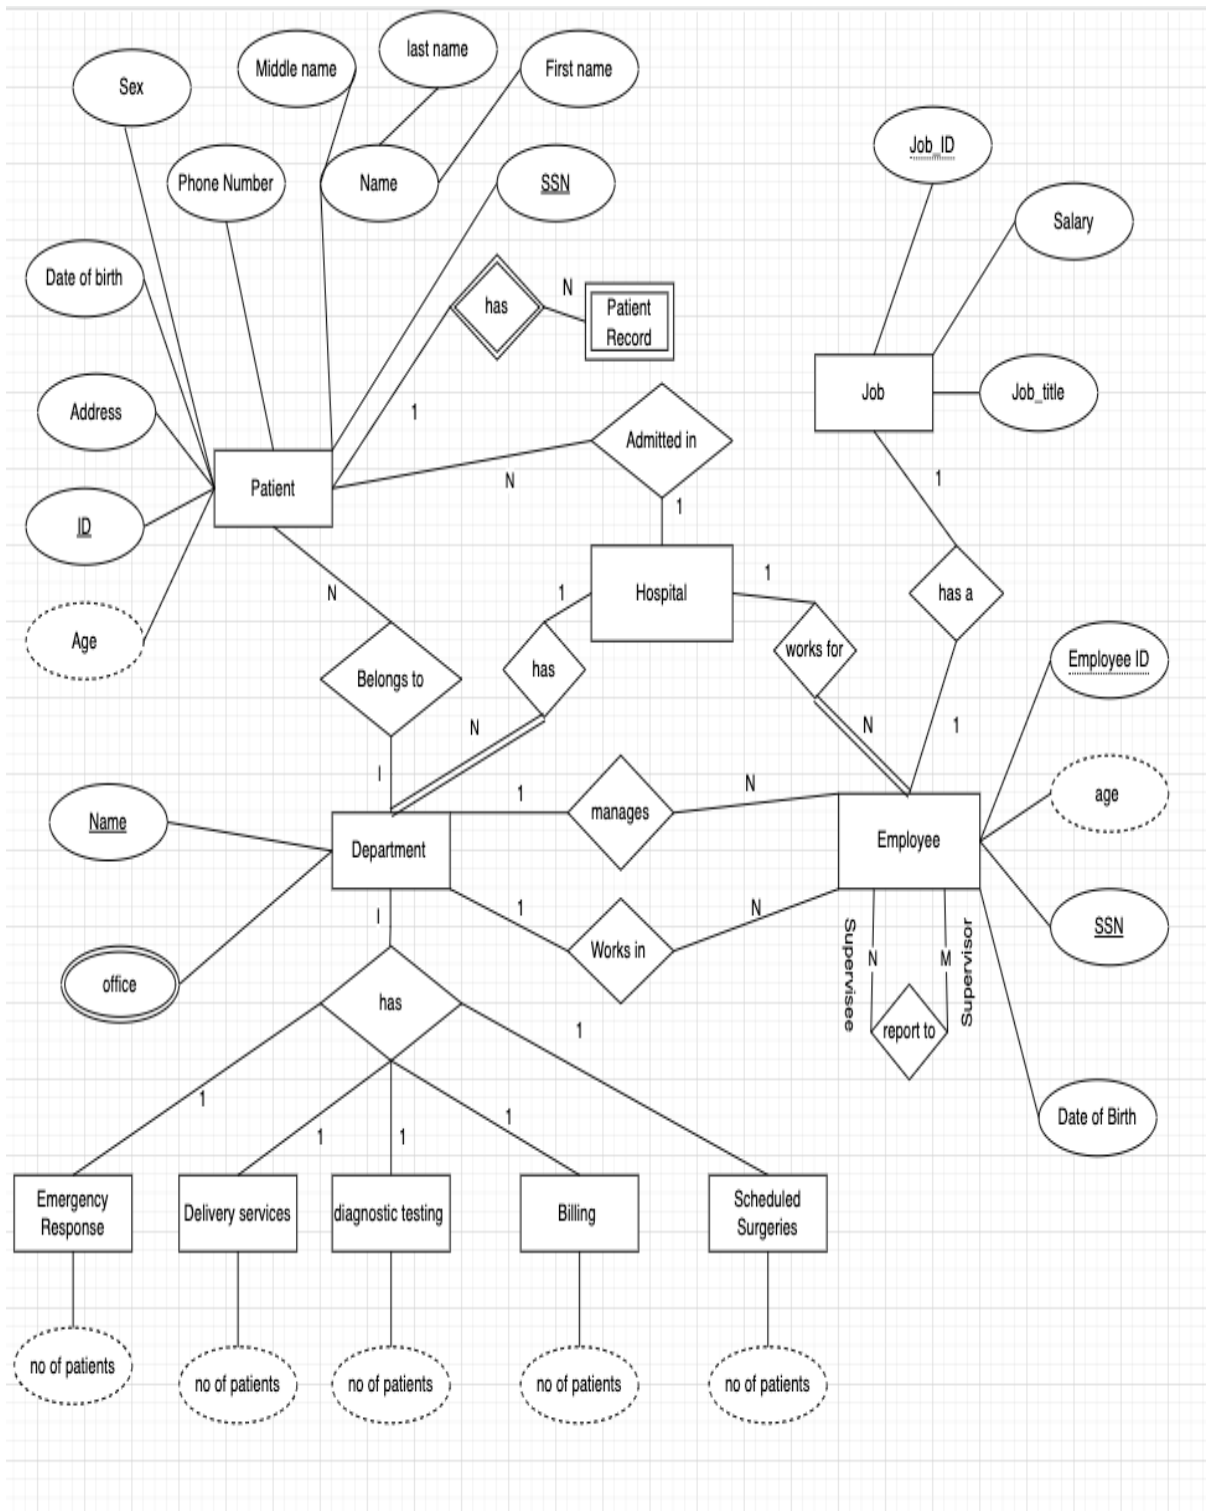 last name
Middle name
First name
Sex
Job_ID
Phone Number
Name
SSN
Salary
Date of birth
has
N
Patient
Record
Job
Job_title
Address
1
Admitted in
N
1
Patient
1
ID
1
1
Hospital
has a
N
Age
Belongs to
has
works for
Employee ID
N
N
1
I
1
N
age
Name
manages
Department
Employee
I
1
N
SSN
Works in
Supervisee
N
M
Supervisor
office
has
1
report to
1
1
1
1
Date of Birth
Emergency
Response
Delivery services
diagnostic testing
Billing
Scheduled
Surgeries
no of patients
no of patients
no of patients
no of patients
no of patients